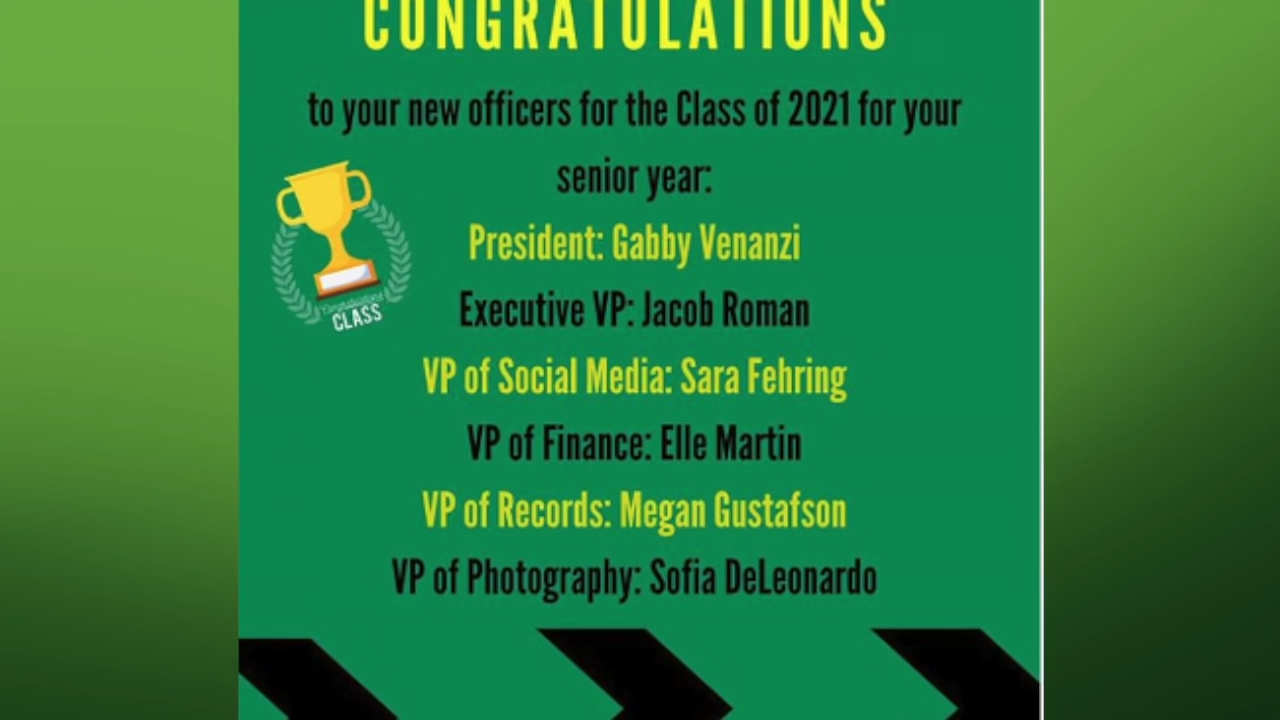 CONGRATULATIONS
to your new officers for the Class of 2021 for your
senior year:
President: Gabby Venanzi
Executive VP: Jacob Roman
VP of Social Media: Sara Fehring
VP of Finance: Elle Martin
VP of Records: Megan Gustafson
VP of Photography: Sofia DeLeonardo
Congratulations
CLASS